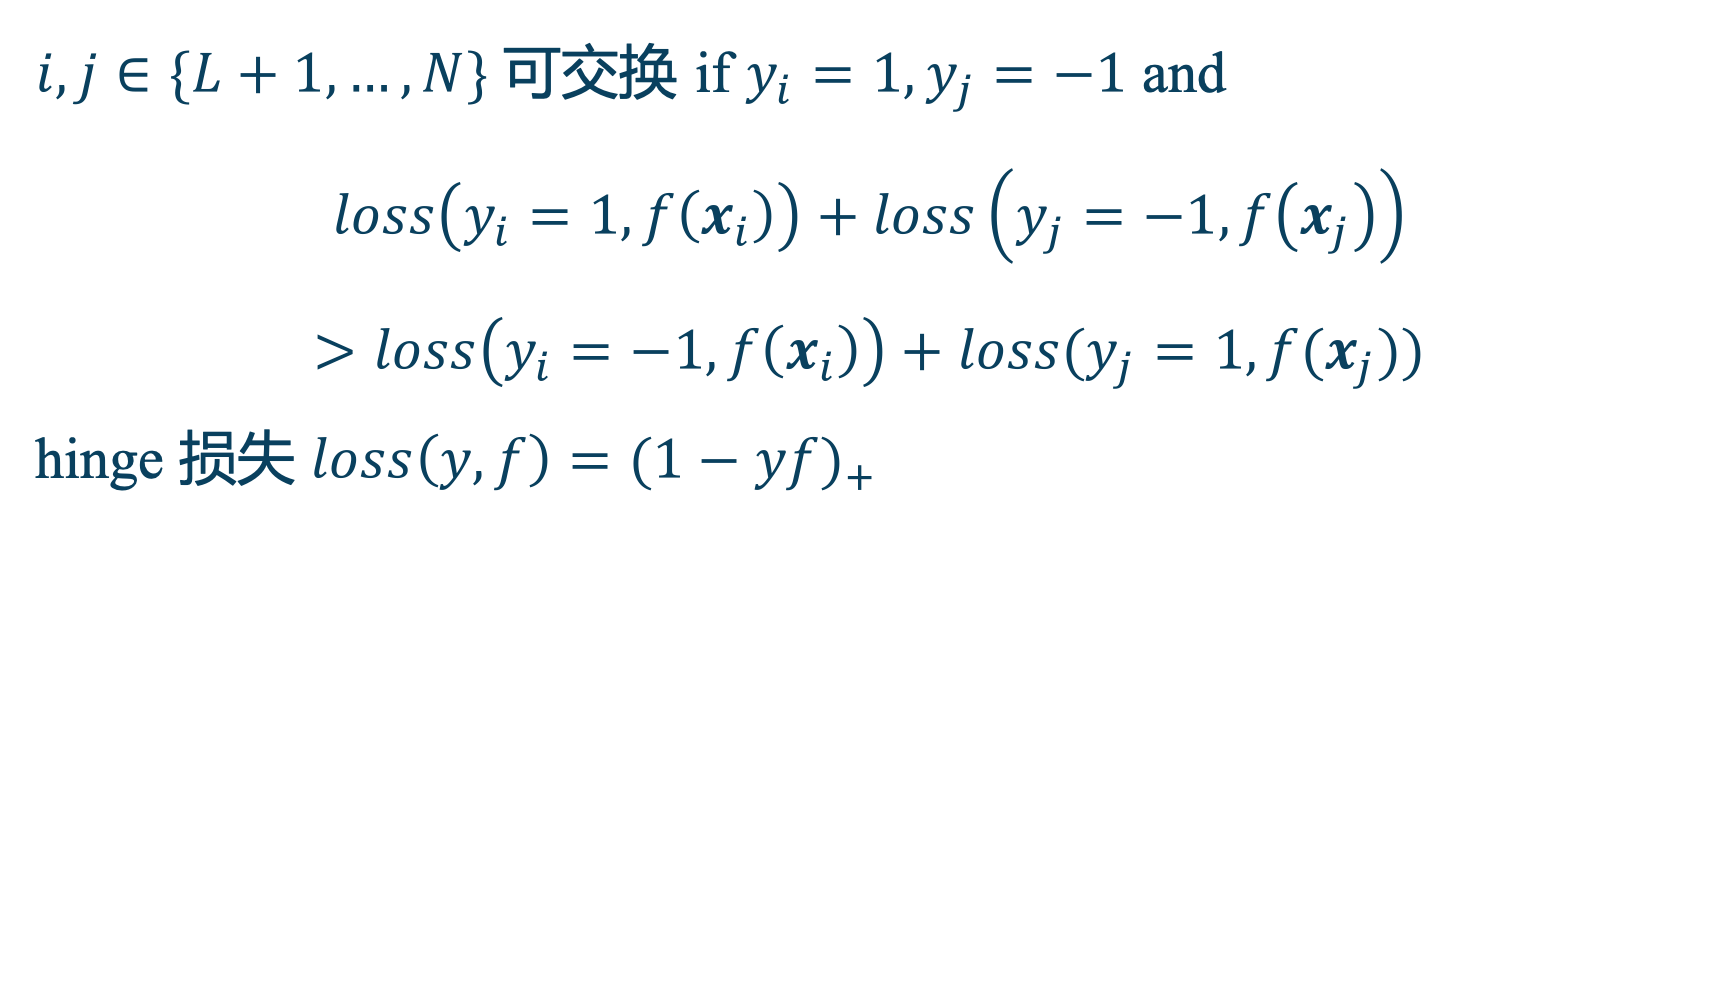 i, j ∈ {L + 1, … , N} 可交换 if y_i = 1, y_j = −1 and
loss(y_i = 1, f(𝒙_i)) + loss(y_j = −1, f(𝒙_j))
> loss(y_i = −1, f(𝒙_i)) + loss(y_j = 1, f(𝒙_j))
hinge 损失 loss(y, f) = (1 − yf)_+